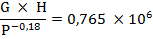 G × H / P^-0,18 = 0,765 × 10^6